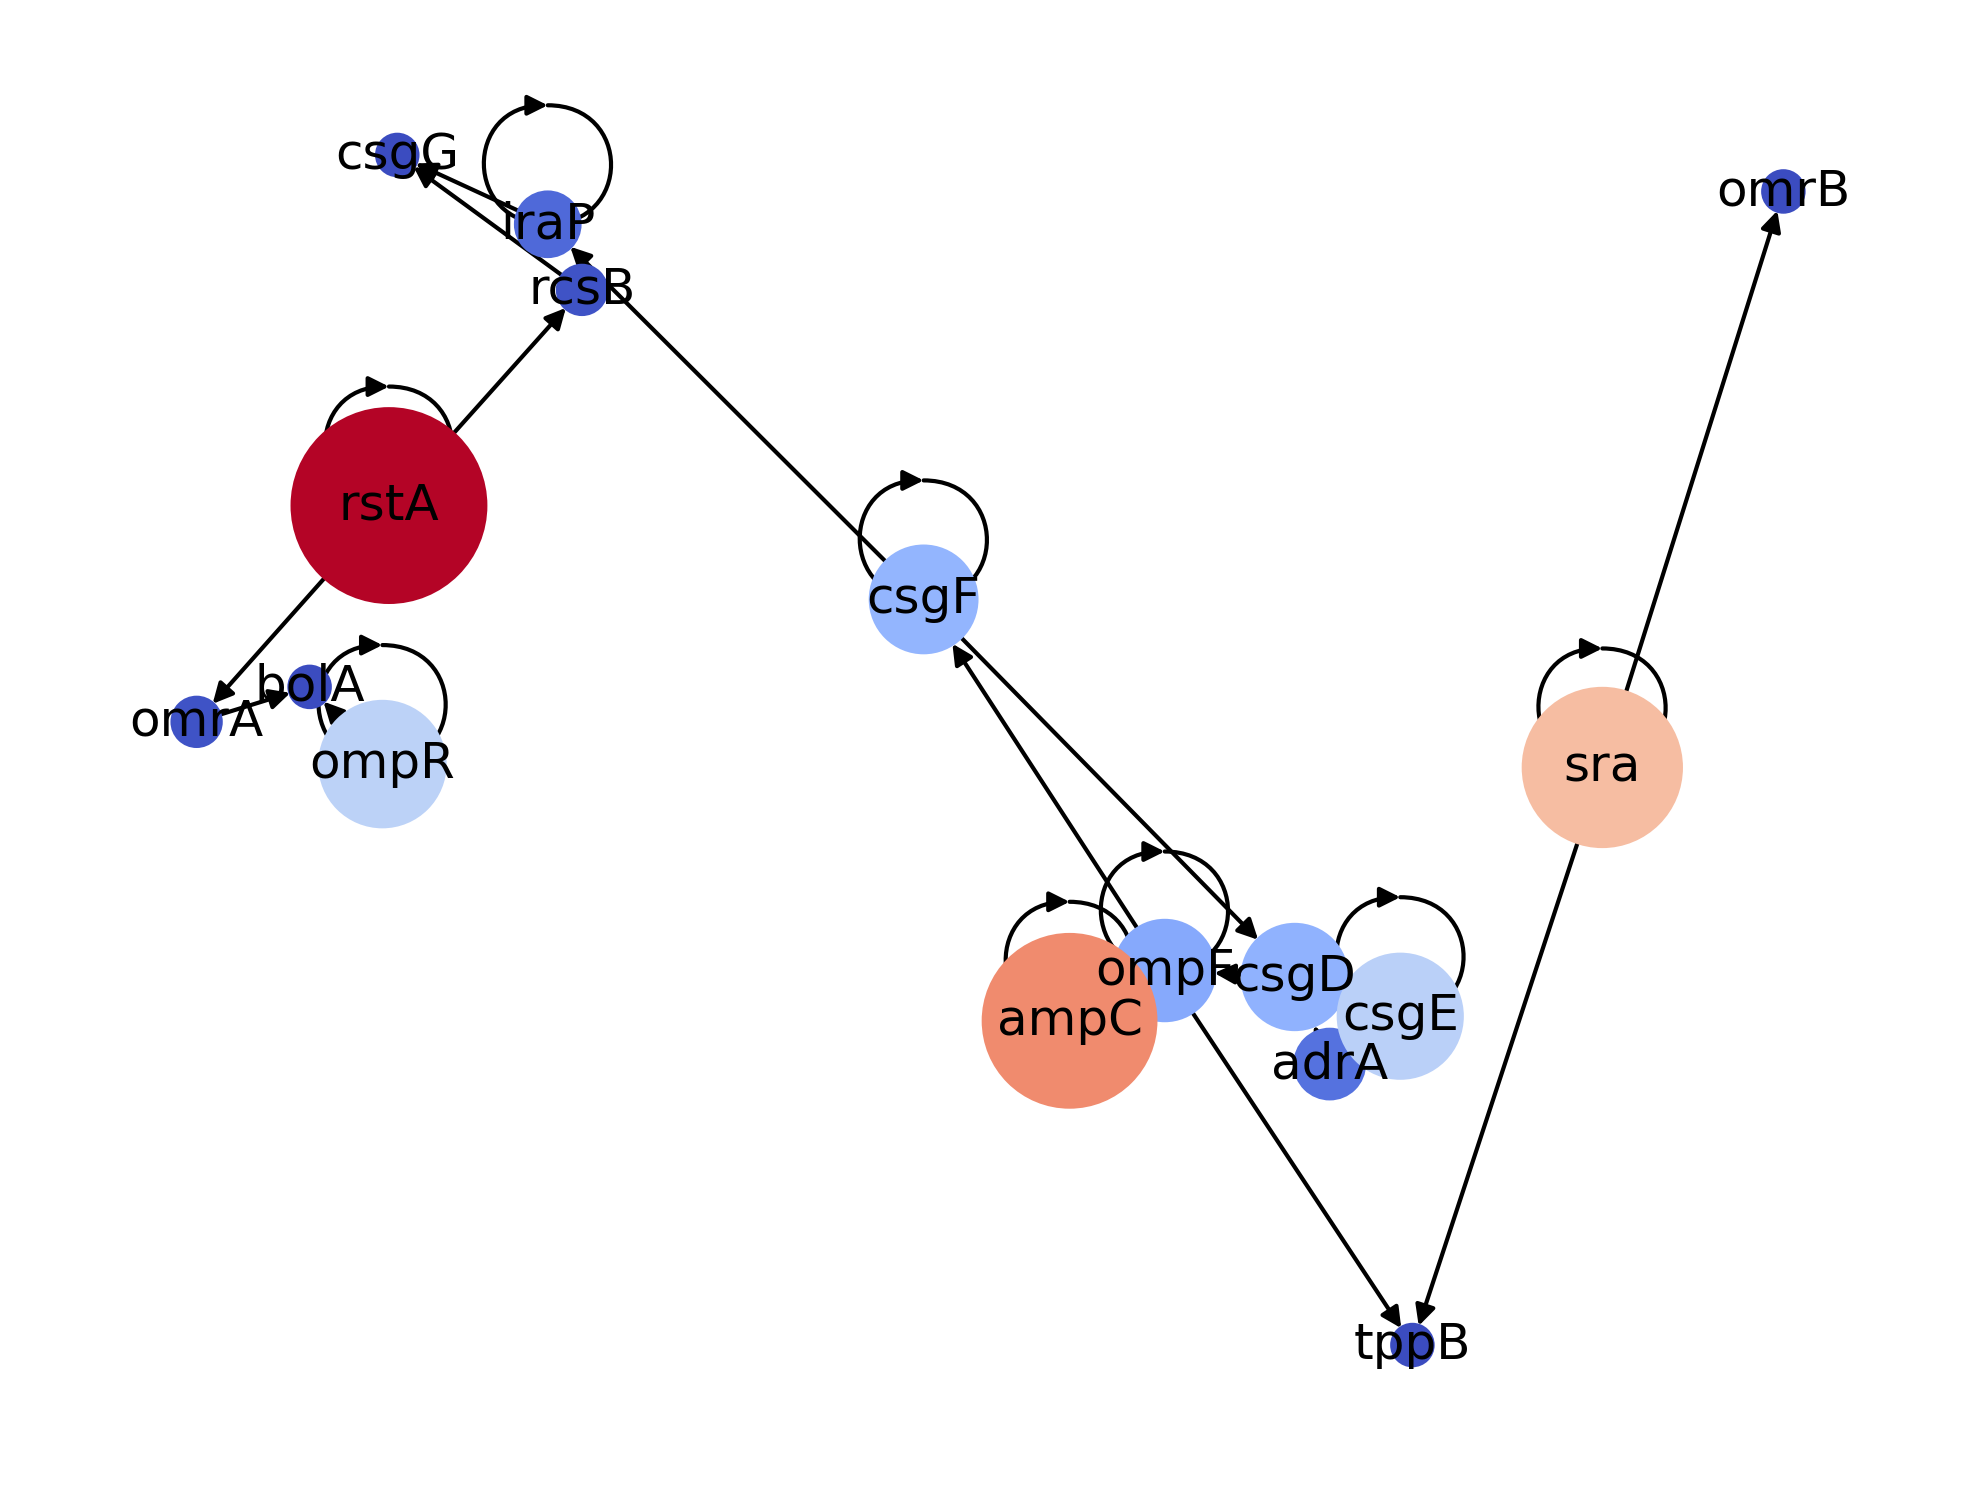 csgG
omrB
iraP
rcsB
rstA
csgF
bolA
omrA
ompR
sra
ompF
csgD
ampC
csgE
adrA
tppB